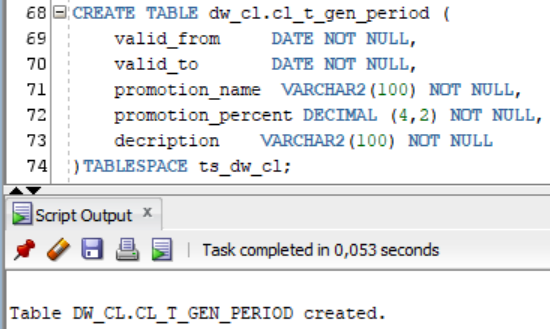 68 CREATE TABLE dw_cl.cl_t_gen_period (
69 valid_from DATE NOT NULL,
70 valid_to DATE NOT NULL,
71 promotion_name VARCHAR2(100) NOT NULL,
72 promotion_percent DECIMAL (4,2) NOT NULL,
73 decription VARCHAR2(100) NOT NULL
74 )TABLESPACE ts_dw_cl;
Script Output x
Task completed in 0,053 seconds
Table DW_CL.CL_T_GEN_PERIOD created.